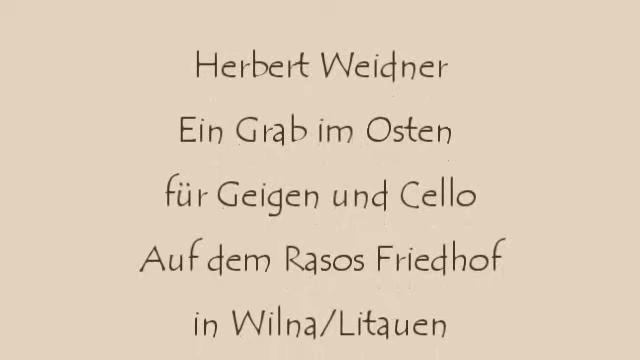 Herbert Weidner
Ein Grab im Osten
für Geigen und Cello
Auf dem Rasos Friedhof
in Wilna/Litauen